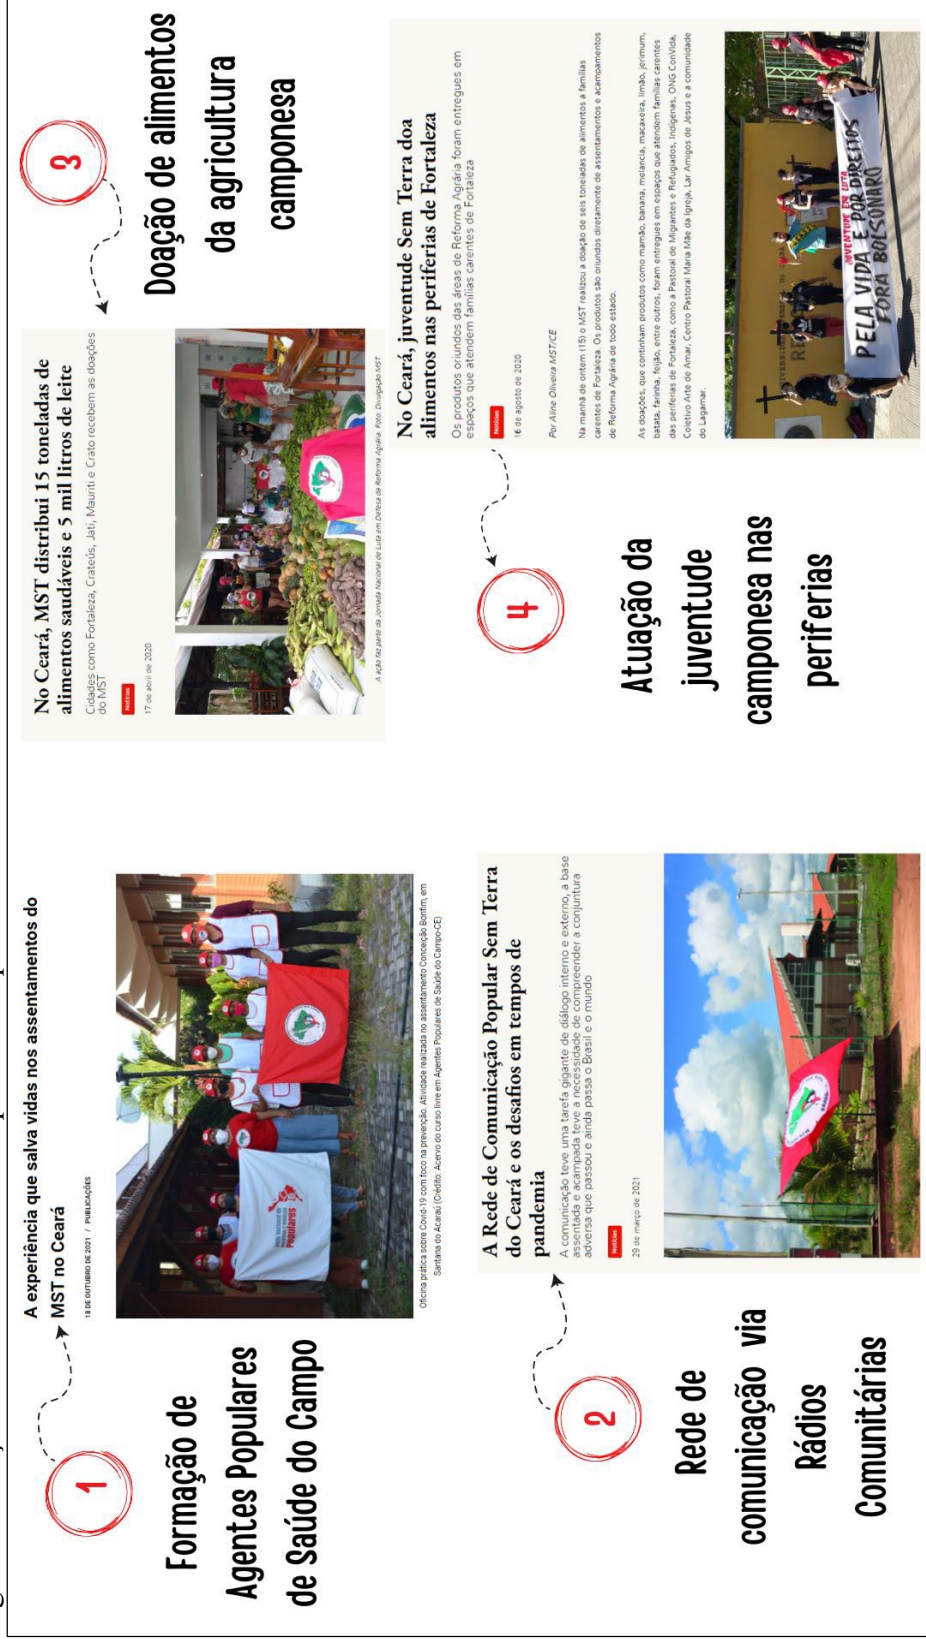 1
Formação de
Agentes Populares
de Saúde do Campo
A experiência que salva vidas nos assentamentos do
MST no Ceará
18 DE OUTUBRO DE 2021 / PUBLICAÇÕES
Populares
Oficina prática sobre Covid-19 com foco na prevenção. Atividade realizada no assentamento Conceição Bonfim, em
Santana do Acaraú (Crédito: Acervo do curso livre em Agentes Populares de Saúde do Campo-CE)
2
Rede de
comunicação via
Rádios
Comunitárias
A Rede de Comunicação Popular Sem Terra
do Ceará e os desafios em tempos de
pandemia
A comunicação teve uma tarefa gigante de diálogo interno e externo, a base
assentada e acampada teve a necessidade de compreender a conjuntura
adversa que passou e ainda passa o Brasil e o mundo
Notícias
29 de março de 2021
3
Doação de alimentos
da agricultura
camponesa
No Ceará, MST distribui 15 toneladas de
alimentos saudáveis e 5 mil litros de leite
Cidades como Fortaleza, Crateús, Jati, Mauriti e Crato recebem as doações
do MST
Notícias
17 de abril de 2020
A ação faz parte da Jornada Nacional de Luta em Defesa da Reforma Agrária. Foto: Divulgação MST
4
Atuação da
juventude
camponesa nas
periferias
No Ceará, juventude Sem Terra doa
alimentos nas periferias de Fortaleza
Os produtos oriundos das áreas de Reforma Agrária foram entregues em
espaços que atendem famílias carentes de Fortaleza
Notícias
16 de agosto de 2020
Por Aline Oliveira MST/CE
Na manhã de ontem (15) o MST realizou a doação de seis toneladas de alimentos a famílias
carentes de Fortaleza. Os produtos são oriundos diretamente de assentamentos e acampamentos
de Reforma Agrária de todo estado.
As doações, que continham produtos como mamão, banana, melancia, macaxeira, limão, jerimum,
batata, farinha, feijão, entre outros, foram entregues em espaços que atendem famílias carentes
das periferias de Fortaleza, como a Pastoral de Migrantes e Refugiados, Indígenas, ONG ConVida,
Coletivo Arte de Amar, Centro Pastoral Maria Mãe da Igreja, Lar Amigos de Jesus e a comunidade
do Lagamar.
JUVENTUDE EM LUTA
PELA VIDA E POR DIREITOS
FORA BOLSONARO